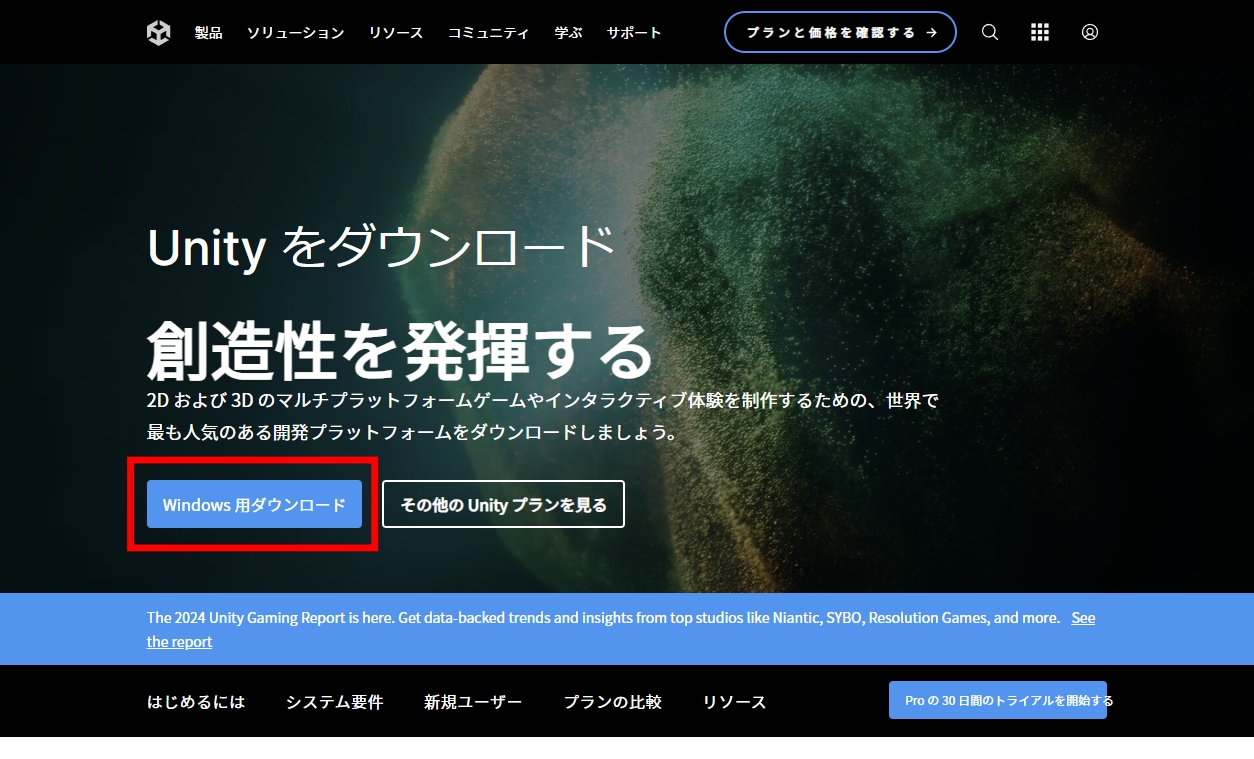 製品 ソリューション リソース コミュニティ 学ぶ サポート プランと価格を確認する →
Unity をダウンロード
創造性を発揮する
2D および 3D のマルチプラットフォームゲームやインタラクティブ体験を制作するための、世界で
最も人気のある開発プラットフォームをダウンロードしましょう。
Windows 用ダウンロード その他の Unity プランを見る
The 2024 Unity Gaming Report is here. Get data-backed trends and insights from top studios like Niantic, SYBO, Resolution Games, and more. See
the report
はじめるには システム要件 新規ユーザー プランの比較 リソース Pro の 30 日間のトライアルを開始する